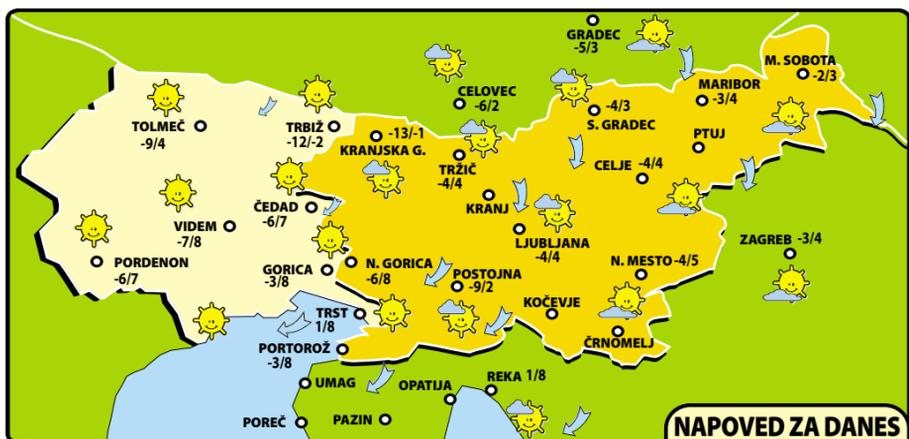 GRADEC
-5/3
M. SOBOTA
-2/3
MARIBOR
-3/4
CELOVEC
-6/2
-4/3
S. GRADEC
TOLMEČ
-9/4
TRBIŽ
-12/-2
-13/-1
KRANJSKA G.
PTUJ
TRŽIČ
-4/4
CELJE -4/4
KRANJ
ČEDAD
-6/7
VIDEM
-7/8
LJUBLJANA
-4/4
ZAGREB -3/4
PORDENON
-6/7
GORICA
-3/8
N. GORICA
-6/8
POSTOJNA
-9/2
N. MESTO -4/5
KOČEVJE
TRST
1/8
ČRNOMELJ
PORTOROŽ
-3/8
UMAG
OPATIJA
REKA 1/8
POREČ
PAZIN
NAPOVED ZA DANES